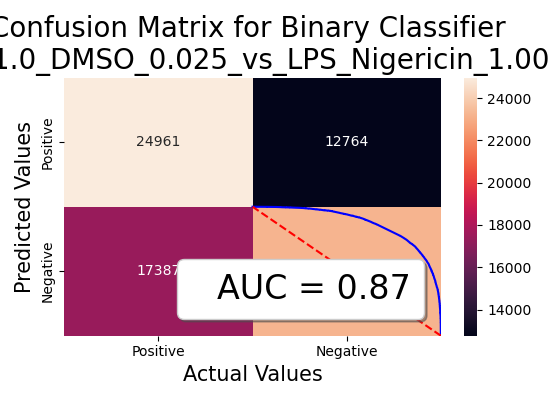 Confusion Matrix for Binary Classifier
1.0_DMSO_0.025_vs_LPS_Nigericin_1.00
Predicted Values
Positive
Negative
24961
12764
17387
AUC = 0.87
Positive
Negative
Actual Values
24000
22000
20000
18000
16000
14000